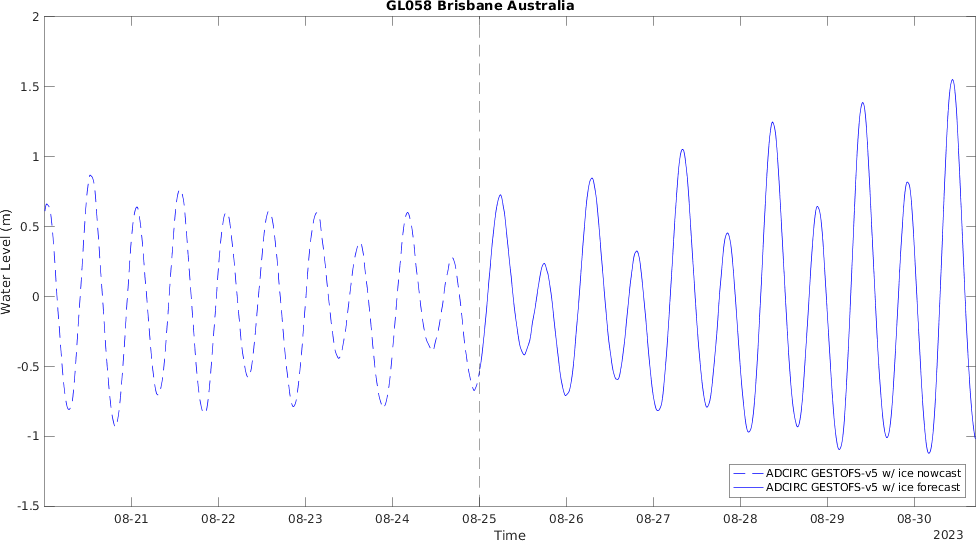 GL058 Brisbane Australia
2
1.5
1
0.5
0
-0.5
-1
-1.5
Water Level (m)
08-21 08-22 08-23 08-24 08-25 08-26 08-27 08-28 08-29 08-30
Time
2023
ADCIRC GESTOFS-v5 w/ ice nowcast
ADCIRC GESTOFS-v5 w/ ice forecast